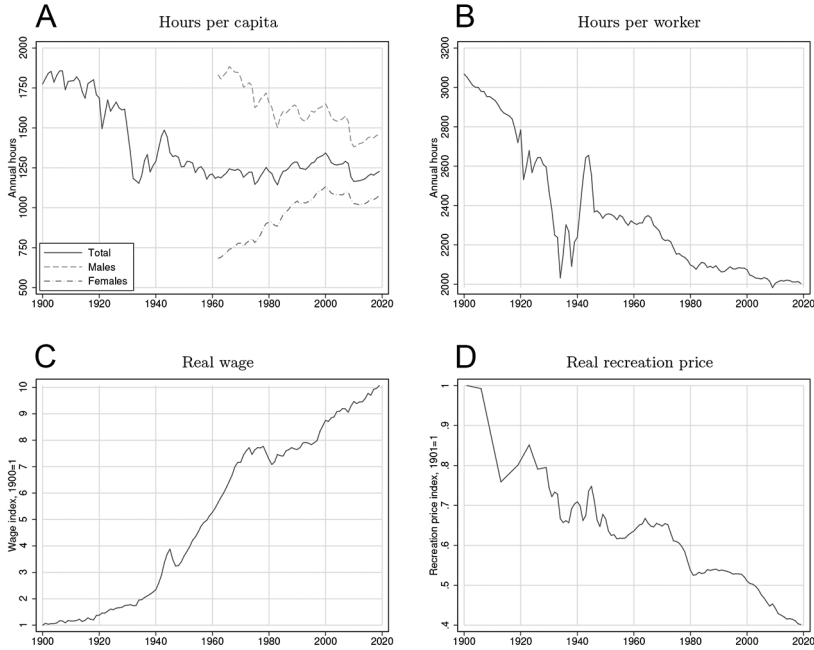 A
Hours per capita
Annual hours
2000
1750
1500
1250
1000
750
500
Total
Males
Females
1900 1920 1940 1960 1980 2000 2020
B
Hours per worker
Annual hours
3200
3000
2800
2600
2400
2200
2000
1900 1920 1940 1960 1980 2000 2020
C
Real wage
Wage index, 1900=1
10
9
8
7
6
5
4
3
2
1
1900 1920 1940 1960 1980 2000 2020
D
Real recreation price
Recreation price index, 1901=1
1
.9
.8
.7
.6
.5
.4
1900 1920 1940 1960 1980 2000 2020